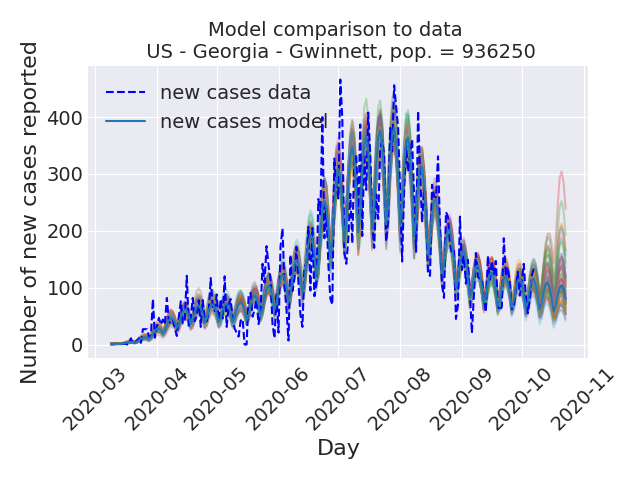 Model comparison to data
US - Georgia - Gwinnett, pop. = 936250
Number of new cases reported
new cases data
new cases model
400
300
200
100
0
2020-03
2020-04
2020-05
2020-06
2020-07
2020-08
2020-09
2020-10
2020-11
Day